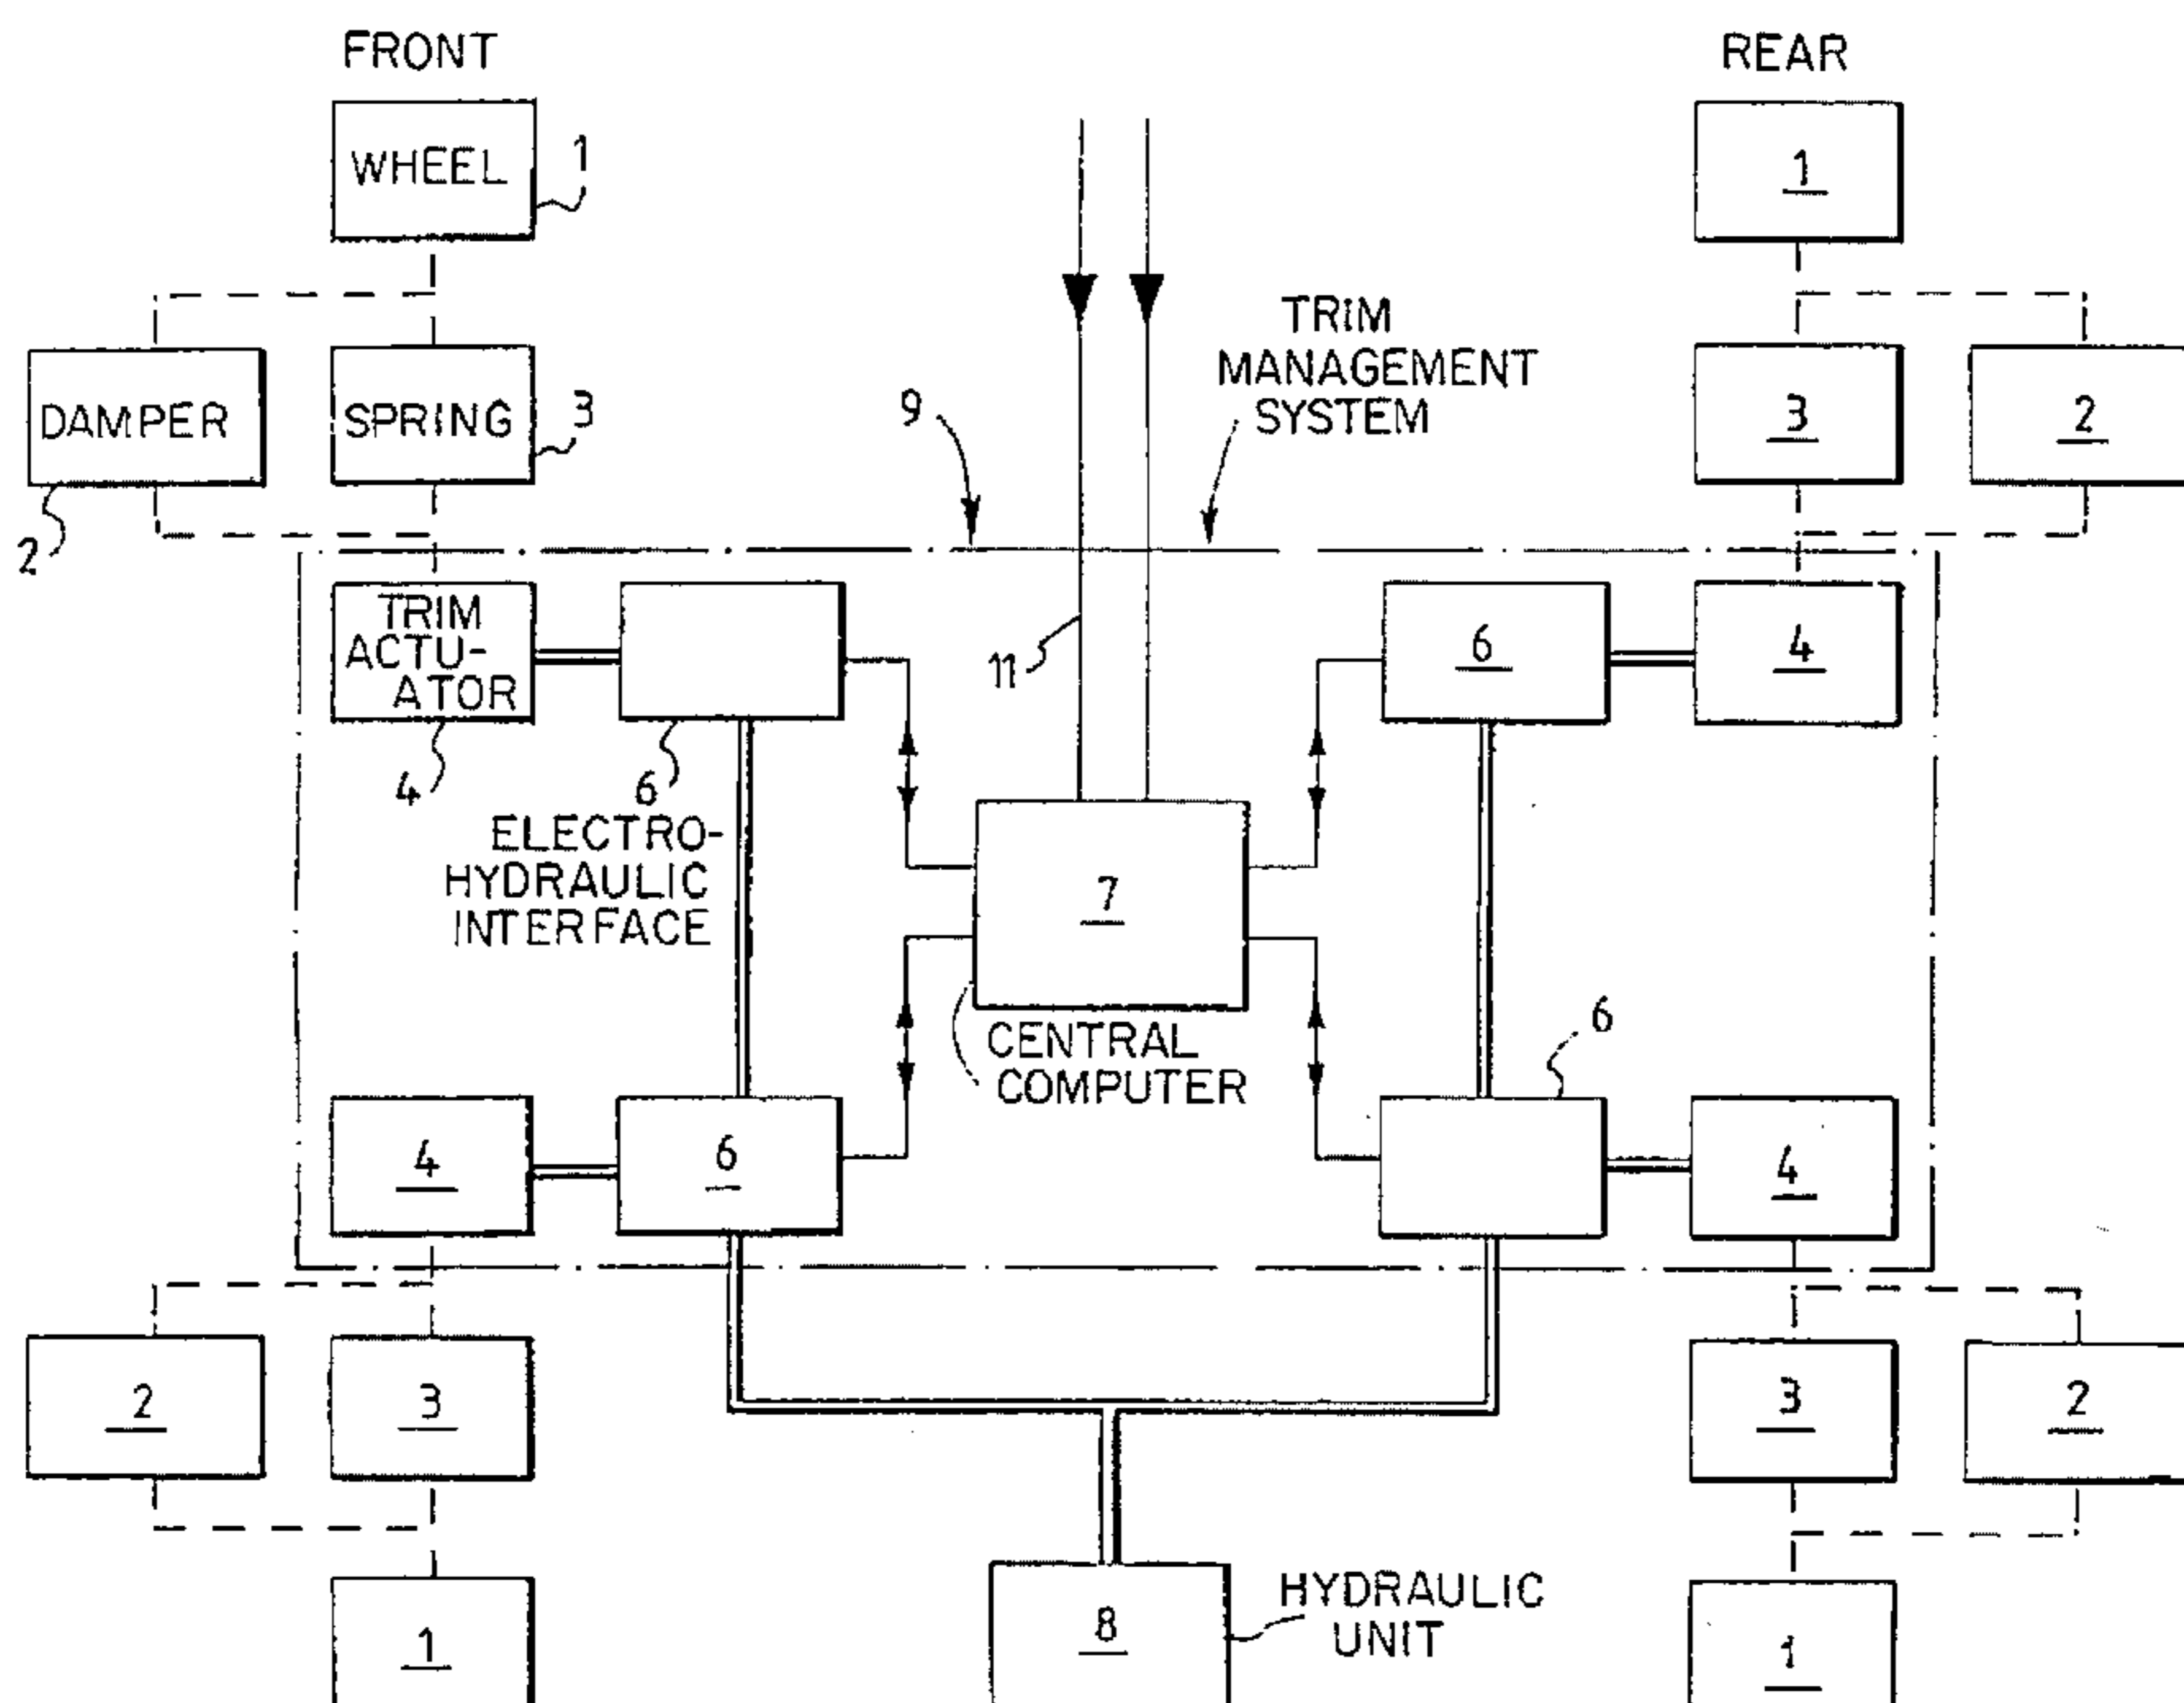 FRONT
REAR
WHEEL
1
1
TRIM
MANAGEMENT
SYSTEM
9
DAMPER
SPRING
3
3
2
2
TRIM
ACTU-
ATOR
11
6
4
4
6
ELECTRO-
HYDRAULIC
INTERFACE
7
6
CENTRAL
COMPUTER
4
6
4
2
3
3
2
8
HYDRAULIC
UNIT
1
1